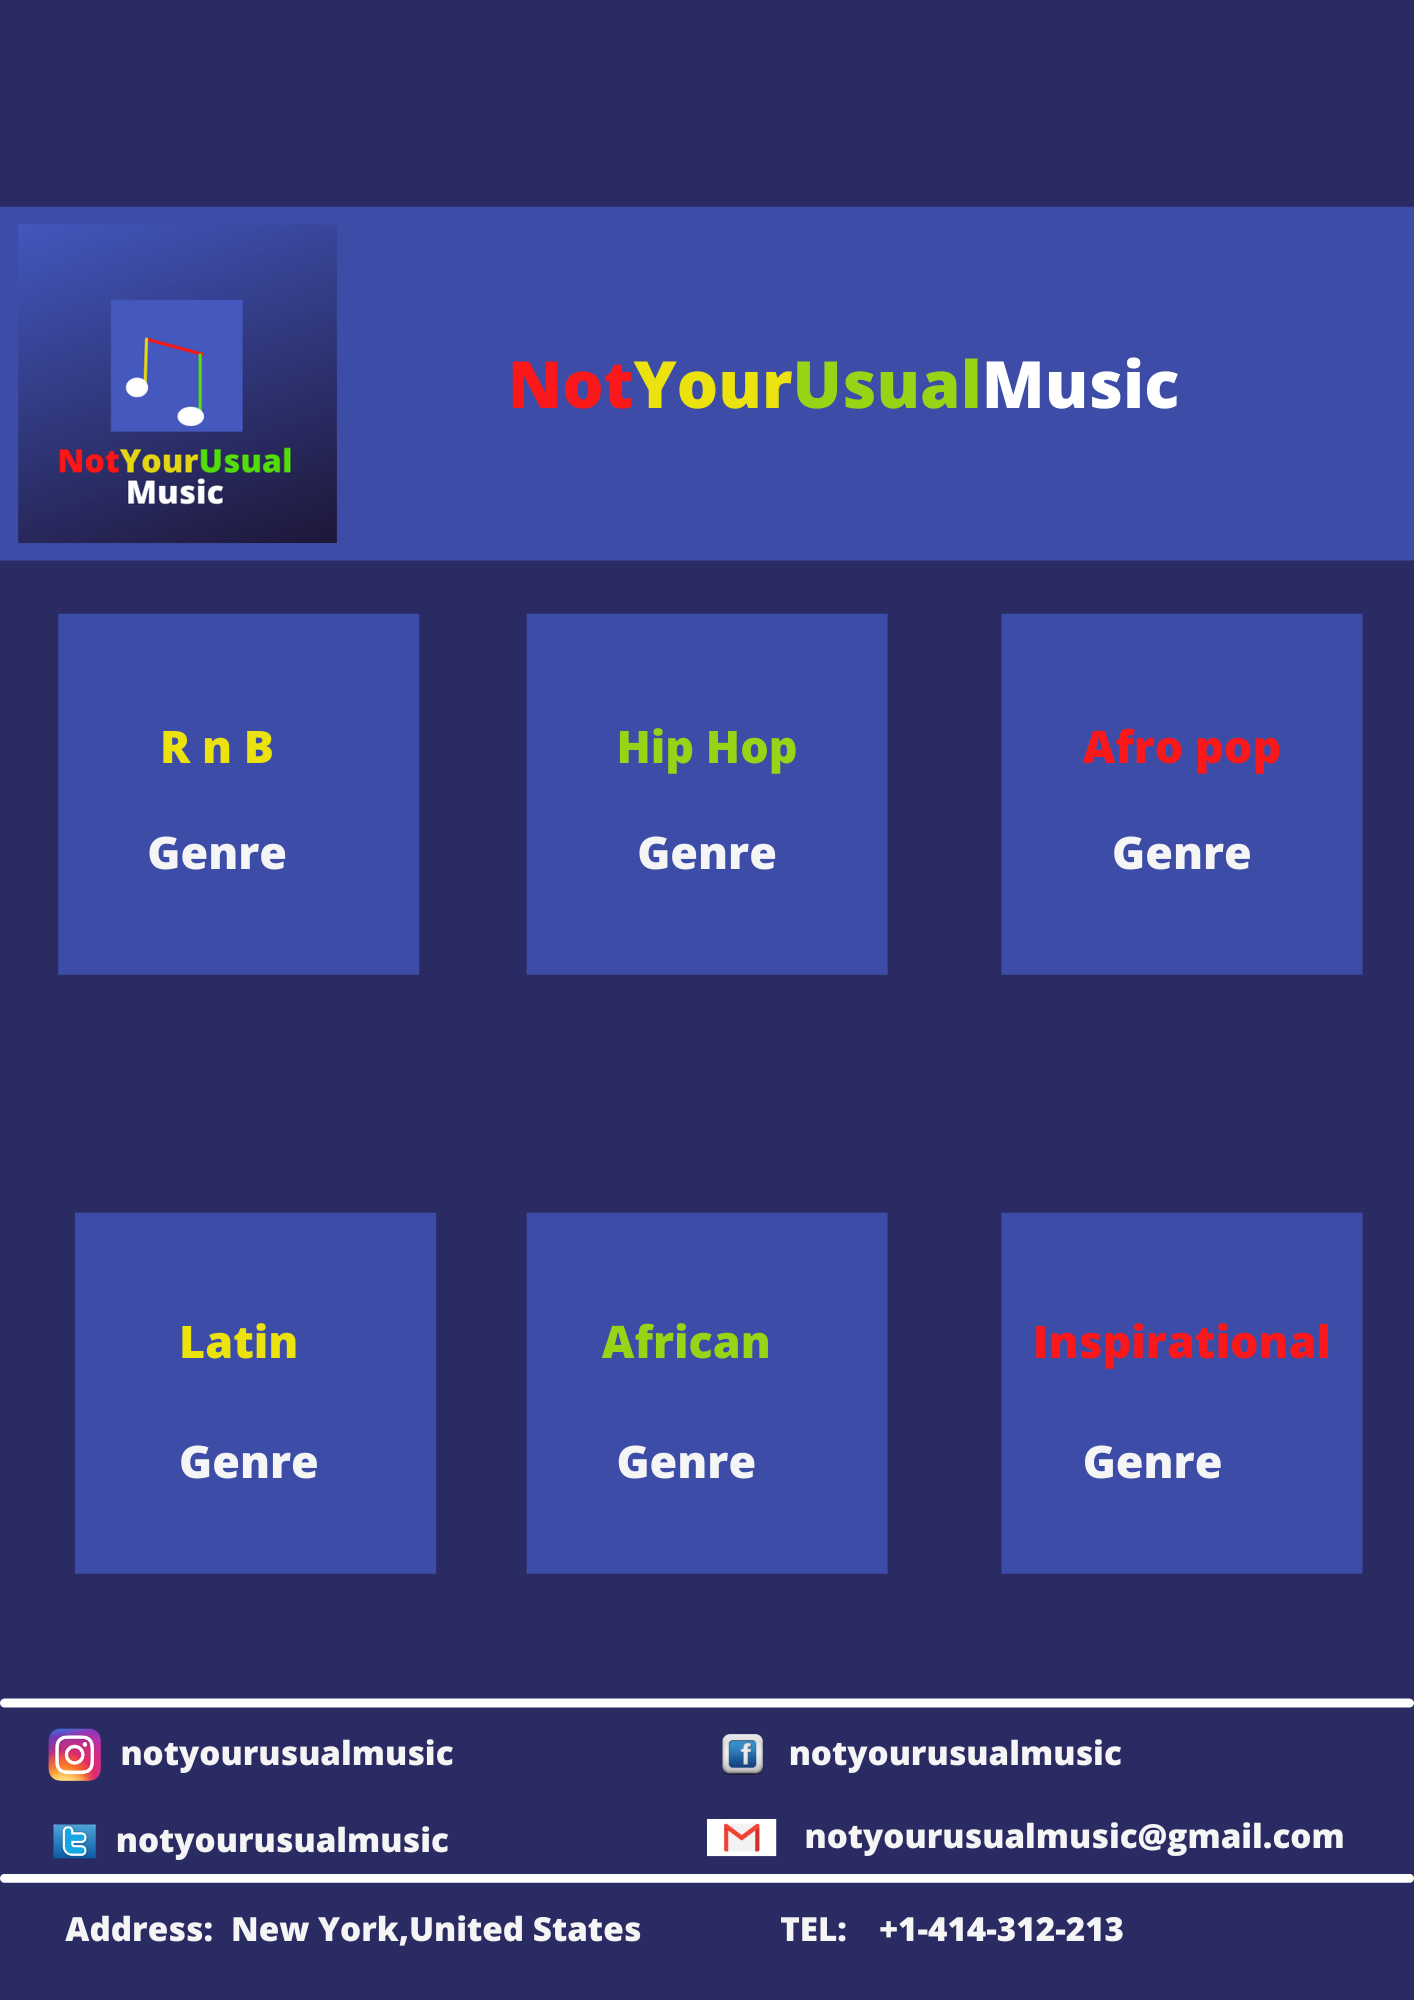 NotYourUsual
Music
NotYourUsualMusic
R n B
Genre
Hip Hop
Genre
Afro pop
Genre
Latin
Genre
African
Genre
Inspirational
Genre
notyourusualmusic
notyourusualmusic
notyourusualmusic
notyourusualmusic@gmail.com
Address: New York,United States
TEL: +1-414-312-213